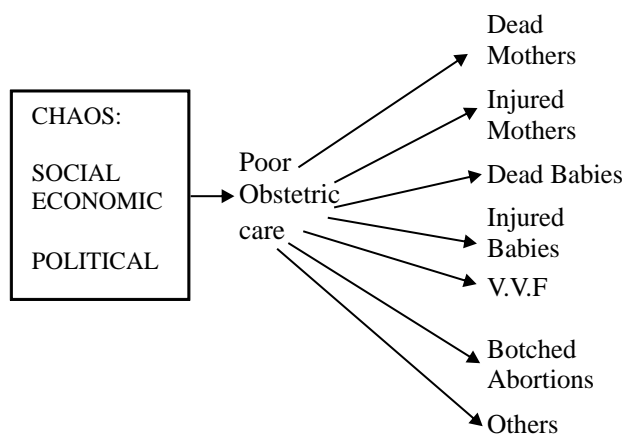 CHAOS:
SOCIAL
ECONOMIC
POLITICAL
Poor
Obstetric
care
Dead
Mothers
Injured
Mothers
Dead Babies
Injured
Babies
V.V.F
Botched
Abortions
Others